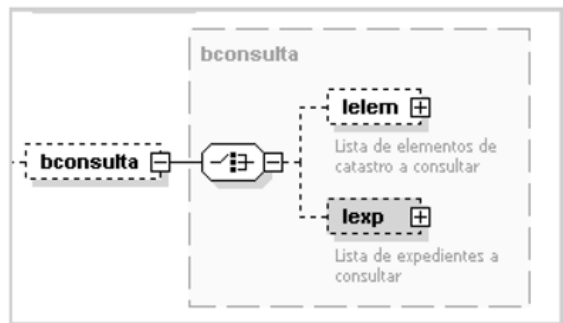 bconsulta
bconsulta
lelem
Lista de elementos de
catastro a consultar
lexp
Lista de expedientes a
consultar